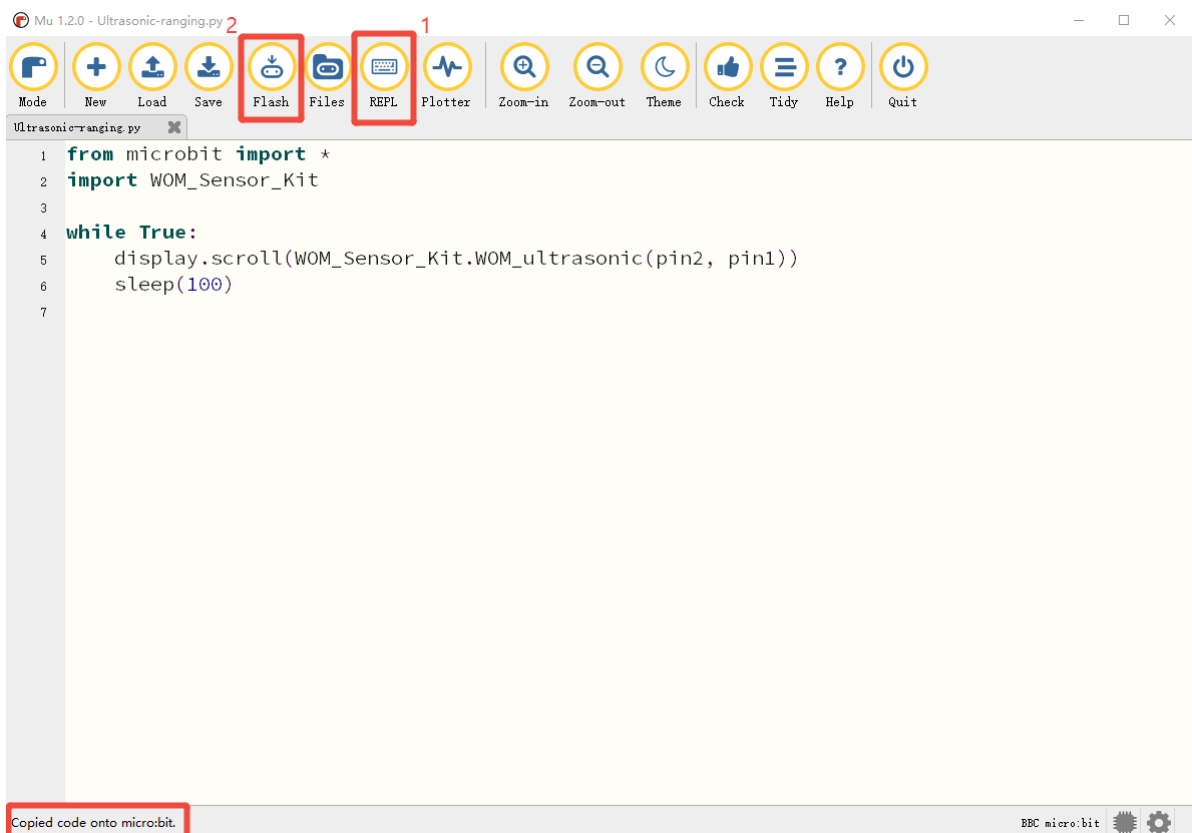 Mu 1.2.0 - Ultrasonic-ranging.py
2
1
Mode New Load Save Flash Files REPL Plotter Zoom-in Zoom-out Theme Check Tidy Help Quit
Ultrasonic-ranging.py
1 from microbit import *
2 import WOM_Sensor_Kit
3
4 while True:
5 display.scroll(WOM_Sensor_Kit.WOM_ultrasonic(pin2, pin1))
6 sleep(100)
7
Copied code onto micro:bit.
BBC micro:bit